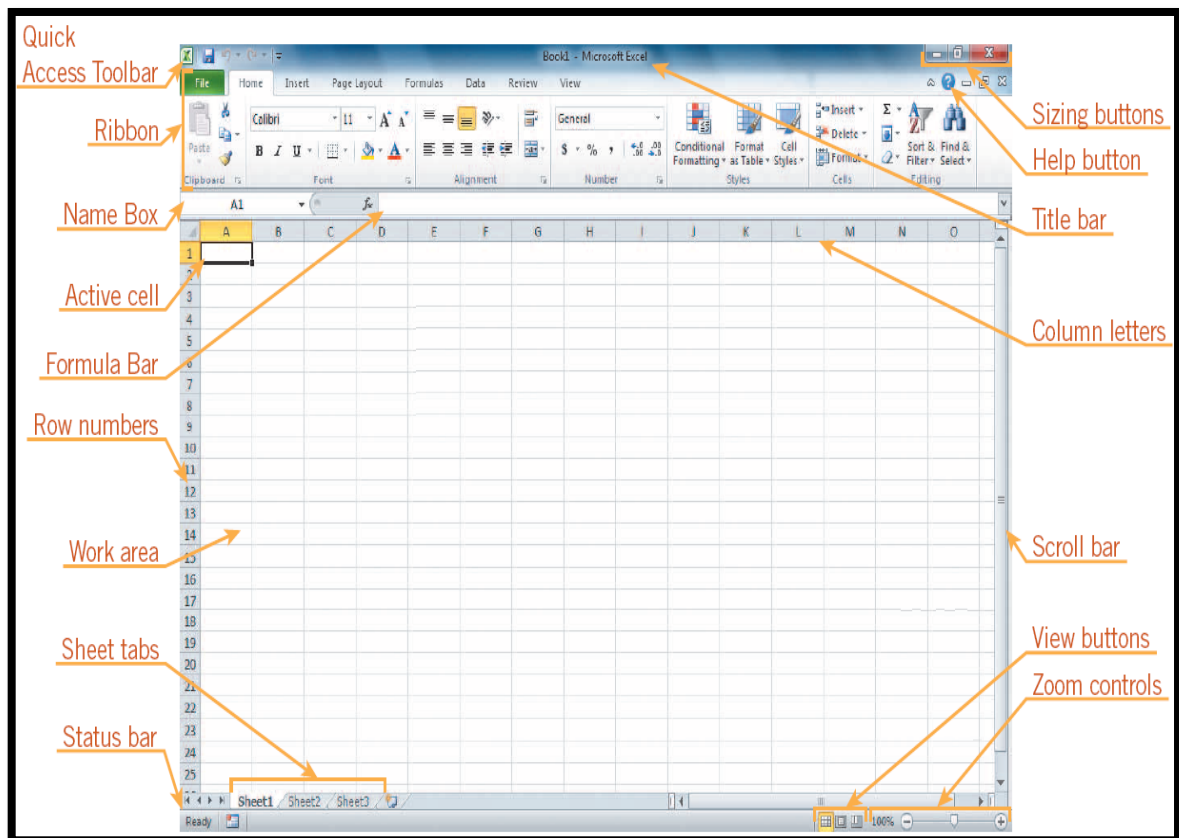 Quick
Access Toolbar
Ribbon
Name Box
Active cell
Formula Bar
Row numbers
Work area
Sheet tabs
Status bar
Book1 - Microsoft Excel
File Home Insert Page Layout Formulas Data Review View
Paste
Calibri 11
B I U
General
$ % ,
Conditional Formatting
Format as Table
Cell Styles
Insert
Delete
Format
Σ
Sort & Filter
Find & Select
Clipboard Font Alignment Number Styles Cells Editing
A1 fx
A B C D E F G H I J K L M N O
1
2
3
4
5
6
7
8
9
10
11
12
13
14
15
16
17
18
19
20
21
22
23
24
25
Sheet1 Sheet2 Sheet3
Ready 100%
Sizing buttons
Help button
Title bar
Column letters
Scroll bar
View buttons
Zoom controls